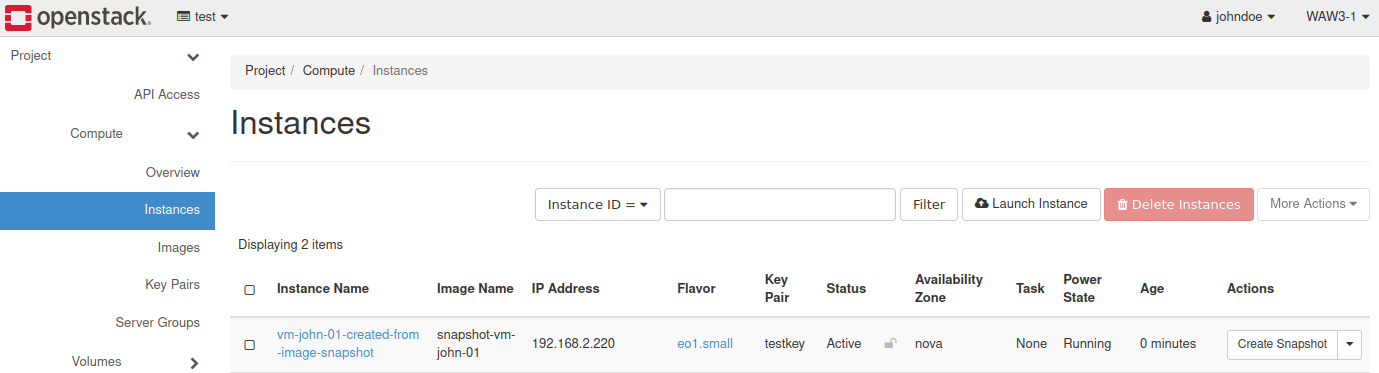 openstack. test johndoe WAW3-1
Project
Project / Compute / Instances
API Access
Instances
Compute
Overview
Instances
Instance ID = Filter Launch Instance Delete Instances More Actions
Images
Displaying 2 items
Key Pairs
Instance Name Image Name IP Address Flavor Key Pair Status Availability Zone Task Power State Age Actions
Server Groups
vm-john-01-created-from
-image-snapshot
snapshot-vm-
john-01
192.168.2.220 eo1.small testkey Active nova None Running 0 minutes Create Snapshot
Volumes